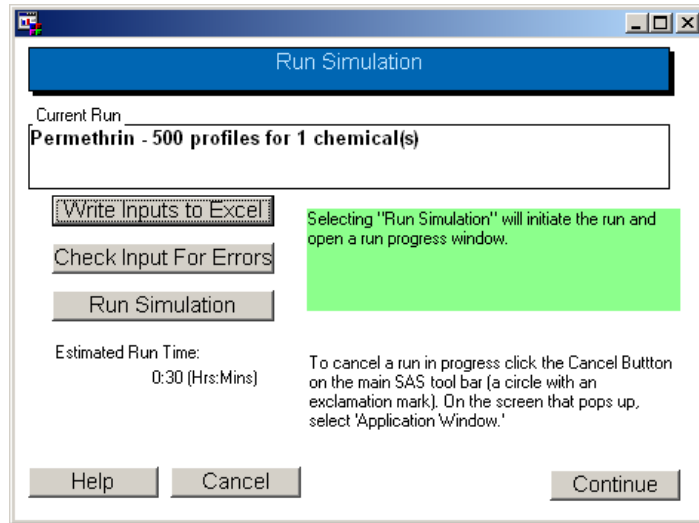 Run Simulation
Current Run
Permethrin - 500 profiles for 1 chemical(s)
Write Inputs to Excel
Selecting "Run Simulation" will initiate the run and
open a run progress window.
Check Input For Errors
Run Simulation
Estimated Run Time:
0:30 (Hrs:Mins)
To cancel a run in progress click the Cancel Buttton
on the main SAS tool bar (a circle with an
exclamation mark). On the screen that pops up,
select 'Application Window.'
Help
Cancel
Continue